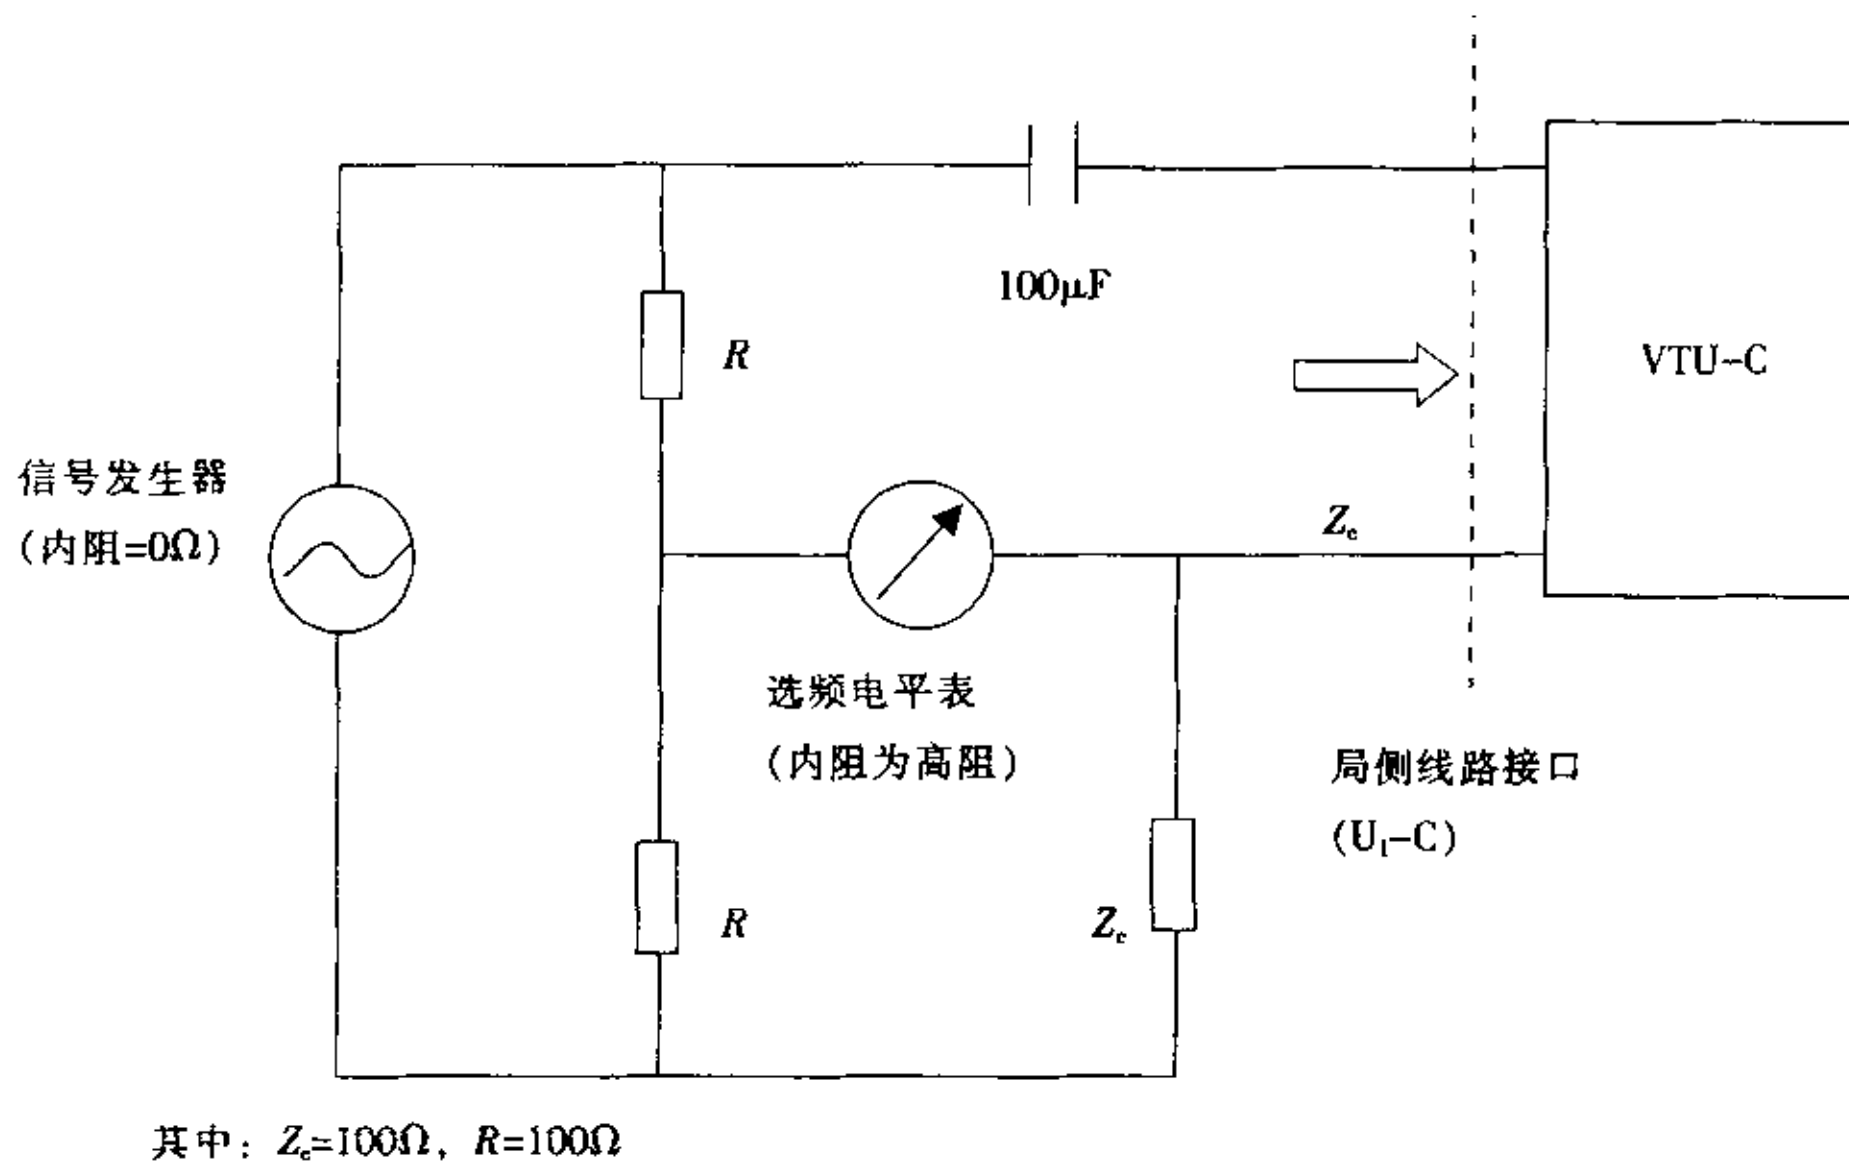 100μF
R
VTU-C
信号发生器
(内阻=0Ω)
Zc
选频电平表
(内阻为高阻)
局侧线路接口
(U1-C)
R
Zc
其中: Zc=100Ω, R=100Ω